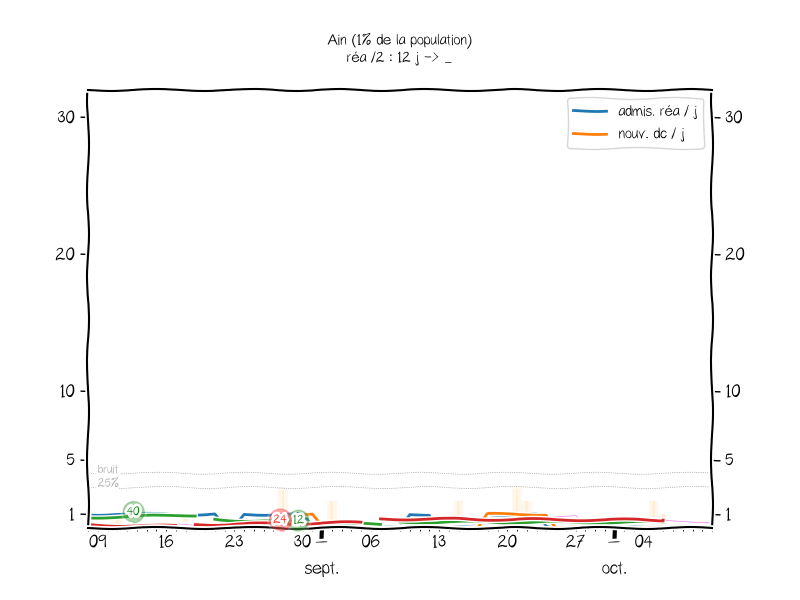 Ain (1% de la population)
réa /2 : 12 j -> _
30
30
admis. réa / j
nouv. dc / j
20
20
10
10
5
5
bruit
25%
1
1
40
24
12
09 16 23 30 06 13 20 27 04
sept. oct.